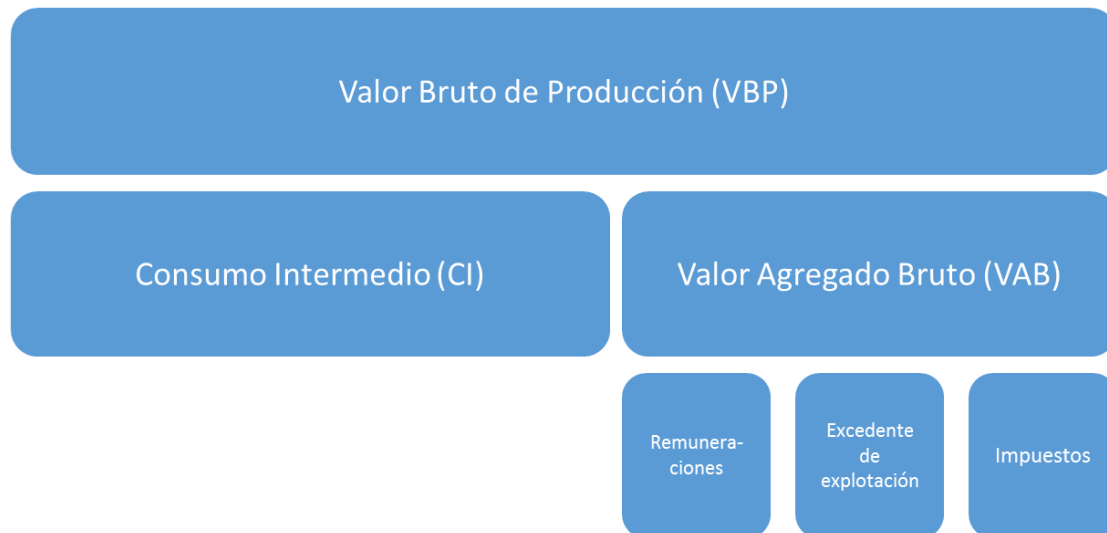 Valor Bruto de Producción (VBP)
Consumo Intermedio (CI)
Valor Agregado Bruto (VAB)
Remunera-
ciones
Excedente
de
explotación
Impuestos